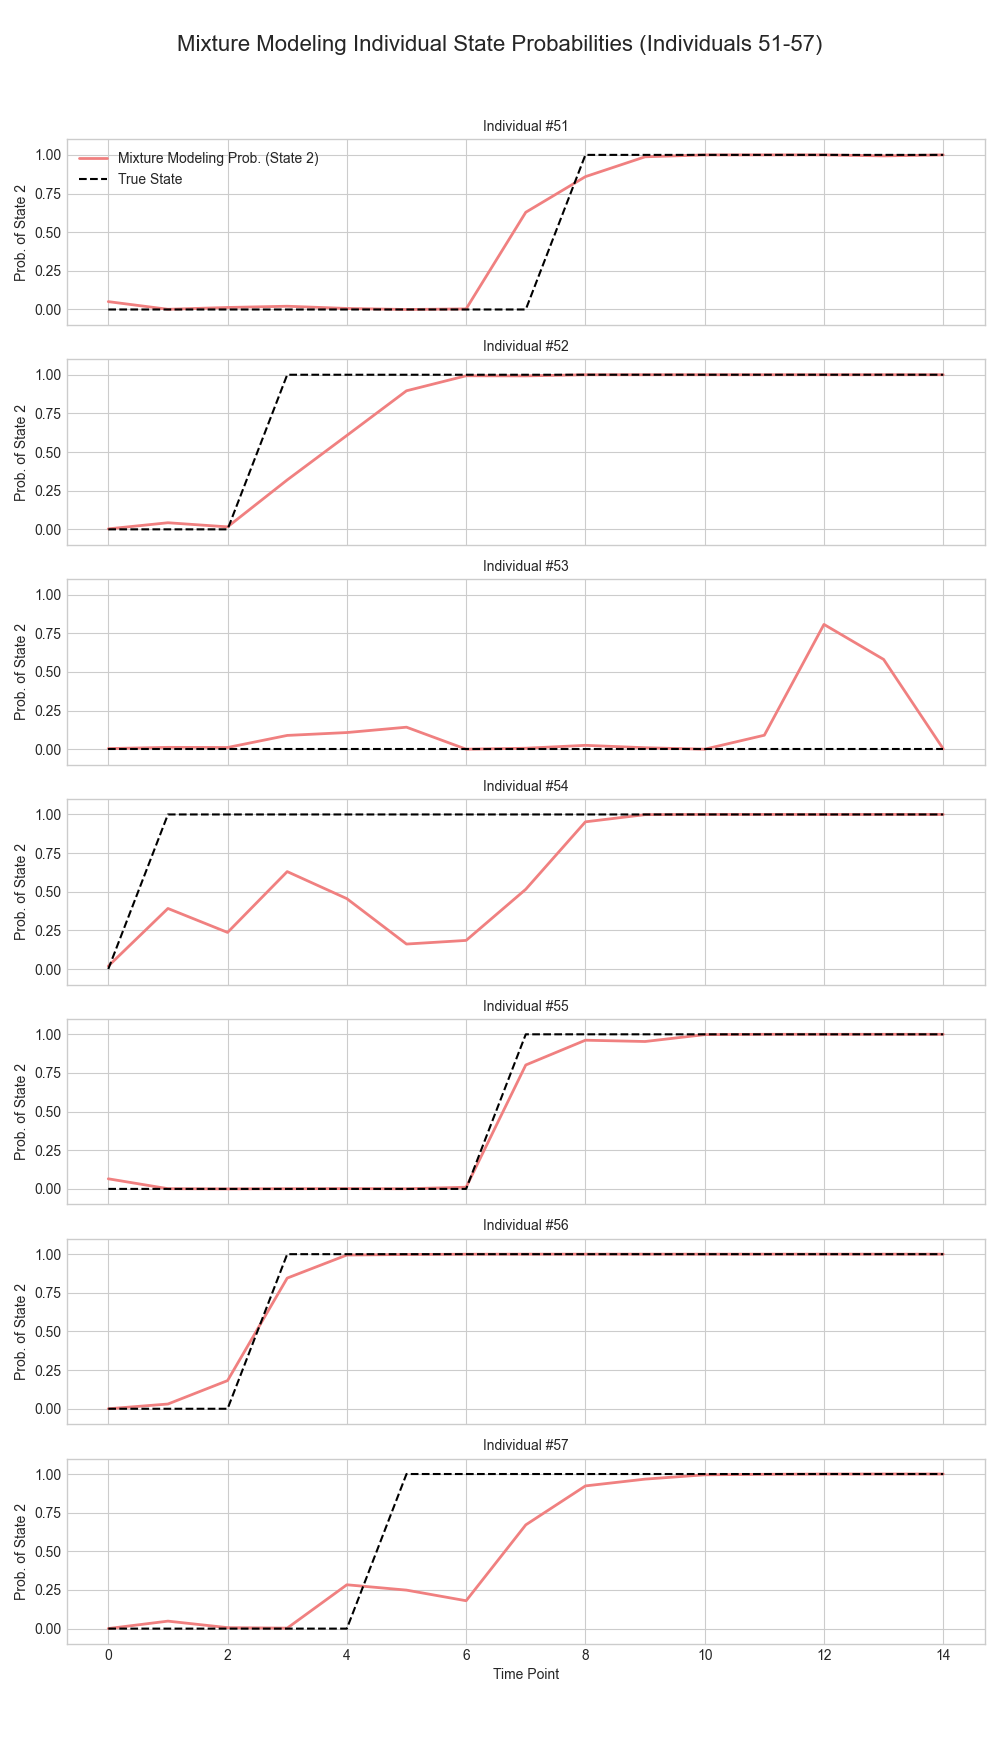 Mixture Modeling Individual State Probabilities (Individuals 51-57)
Individual #51
Mixture Modeling Prob. (State 2)
True State
Prob. of State 2
1.00
0.75
0.50
0.25
0.00
Individual #52
Prob. of State 2
1.00
0.75
0.50
0.25
0.00
Individual #53
Prob. of State 2
1.00
0.75
0.50
0.25
0.00
Individual #54
Prob. of State 2
1.00
0.75
0.50
0.25
0.00
Individual #55
Prob. of State 2
1.00
0.75
0.50
0.25
0.00
Individual #56
Prob. of State 2
1.00
0.75
0.50
0.25
0.00
Individual #57
Prob. of State 2
1.00
0.75
0.50
0.25
0.00
0 2 4 6 8 10 12 14
Time Point